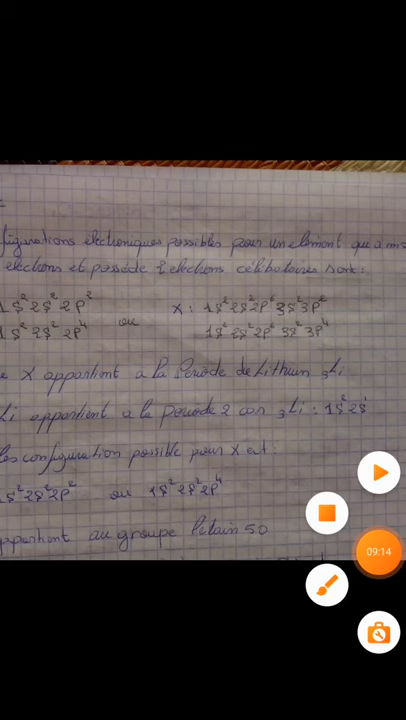 figurations électroniques possibles pour un élément qui a m
électrons et possède 2 électrons célibataires sont:
1s² 2s² 2p² X: 1s² 2s² 2p⁶ 3s² 3p²
1s² 2s² 2p⁴ ou 1s² 2s² 2p⁶ 3s² 3p⁴
X appartient a la Période de Lithium ₃Li
Li appartient a la période 2 car ₃Li: 1s² 2s¹
les configuration possible pour X est:
1s² 2s² 2p² ou 1s² 2s² 2p⁴
appartient au groupe
09:14